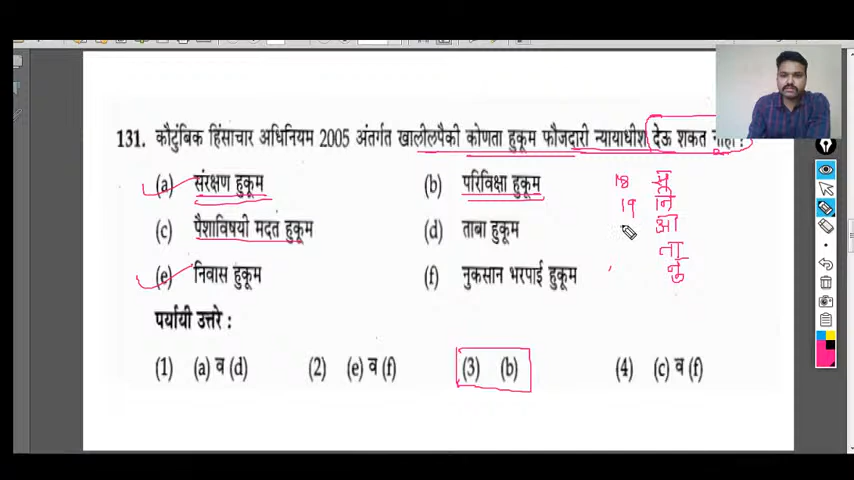 131. कौटुंबिक हिंसाचार अधिनियम 2005 अंतर्गत खालीलपैकी कोणता हुकूम फौजदारी न्यायाधीश देऊ शकत नाही ?
(a) संरक्षण हुकूम (b) परिविक्षा हुकूम 18
(c) पैशाविषयी मदत हुकूम (d) ताबा हुकूम 19 नि
आ
ता
(e) निवास हुकूम (f) नुकसान भरपाई हुकूम नु
पर्यायी उत्तरे :
(1) (a) व (d) (2) (e) व (f) (3) (b) (4) (c) व (f)